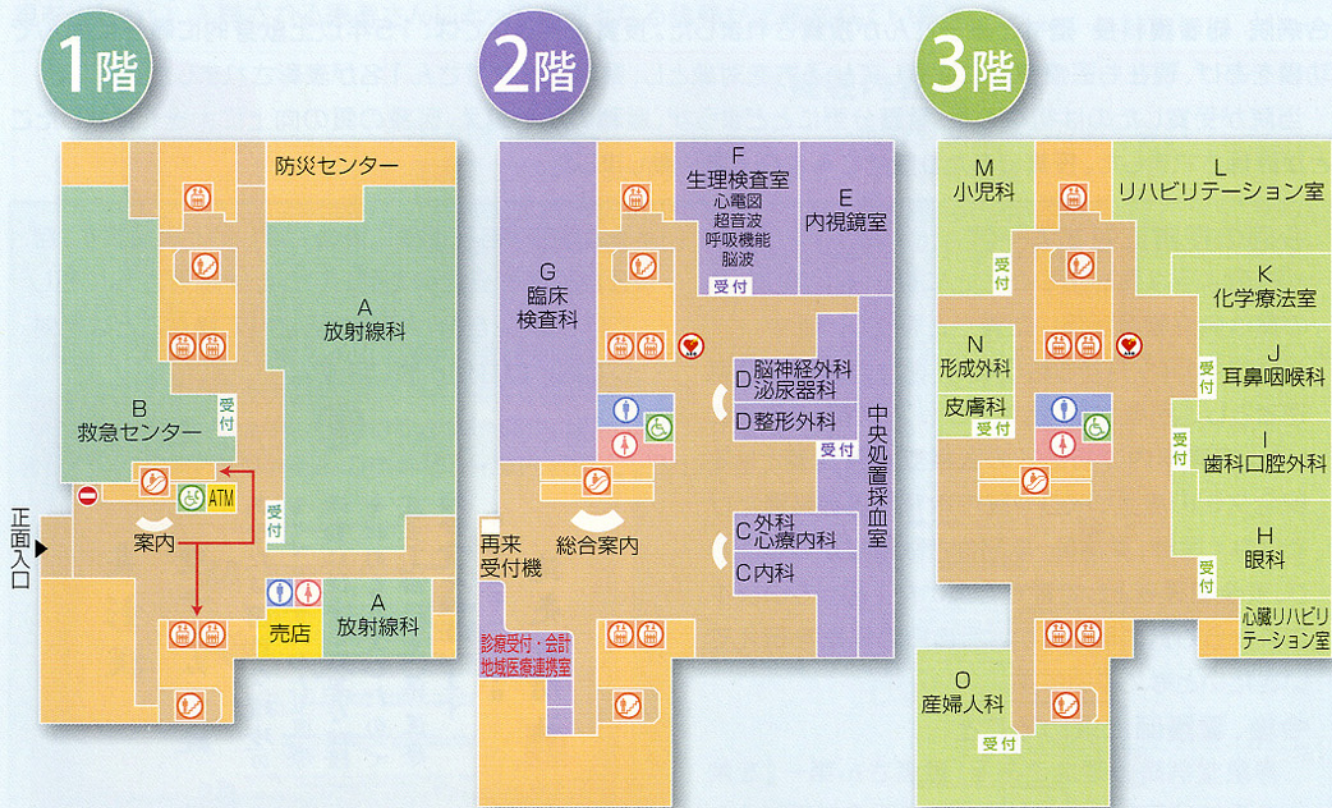 1階
防災センター
A
放射線科
B
救急センター
受付
ATM
受付
正面入口
案内
売店
A
放射線科
2階
F
生理検査室
心電図
超音波
呼吸機能
脳波
受付
E
内視鏡室
G
臨床
検査科
D 脳神経外科
泌尿器科
D 整形外科
受付
中央処置採血室
再来
受付機
総合案内
C 外科
心療内科
C 内科
診療受付・会計
地域医療連携室
3階
M
小児科
受付
L
リハビリテーション室
K
化学療法室
J
耳鼻咽喉科
受付
N
形成外科
皮膚科
受付
I
歯科口腔外科
受付
H
眼科
受付
心臓リハビリ
テーション室
O
産婦人科
受付